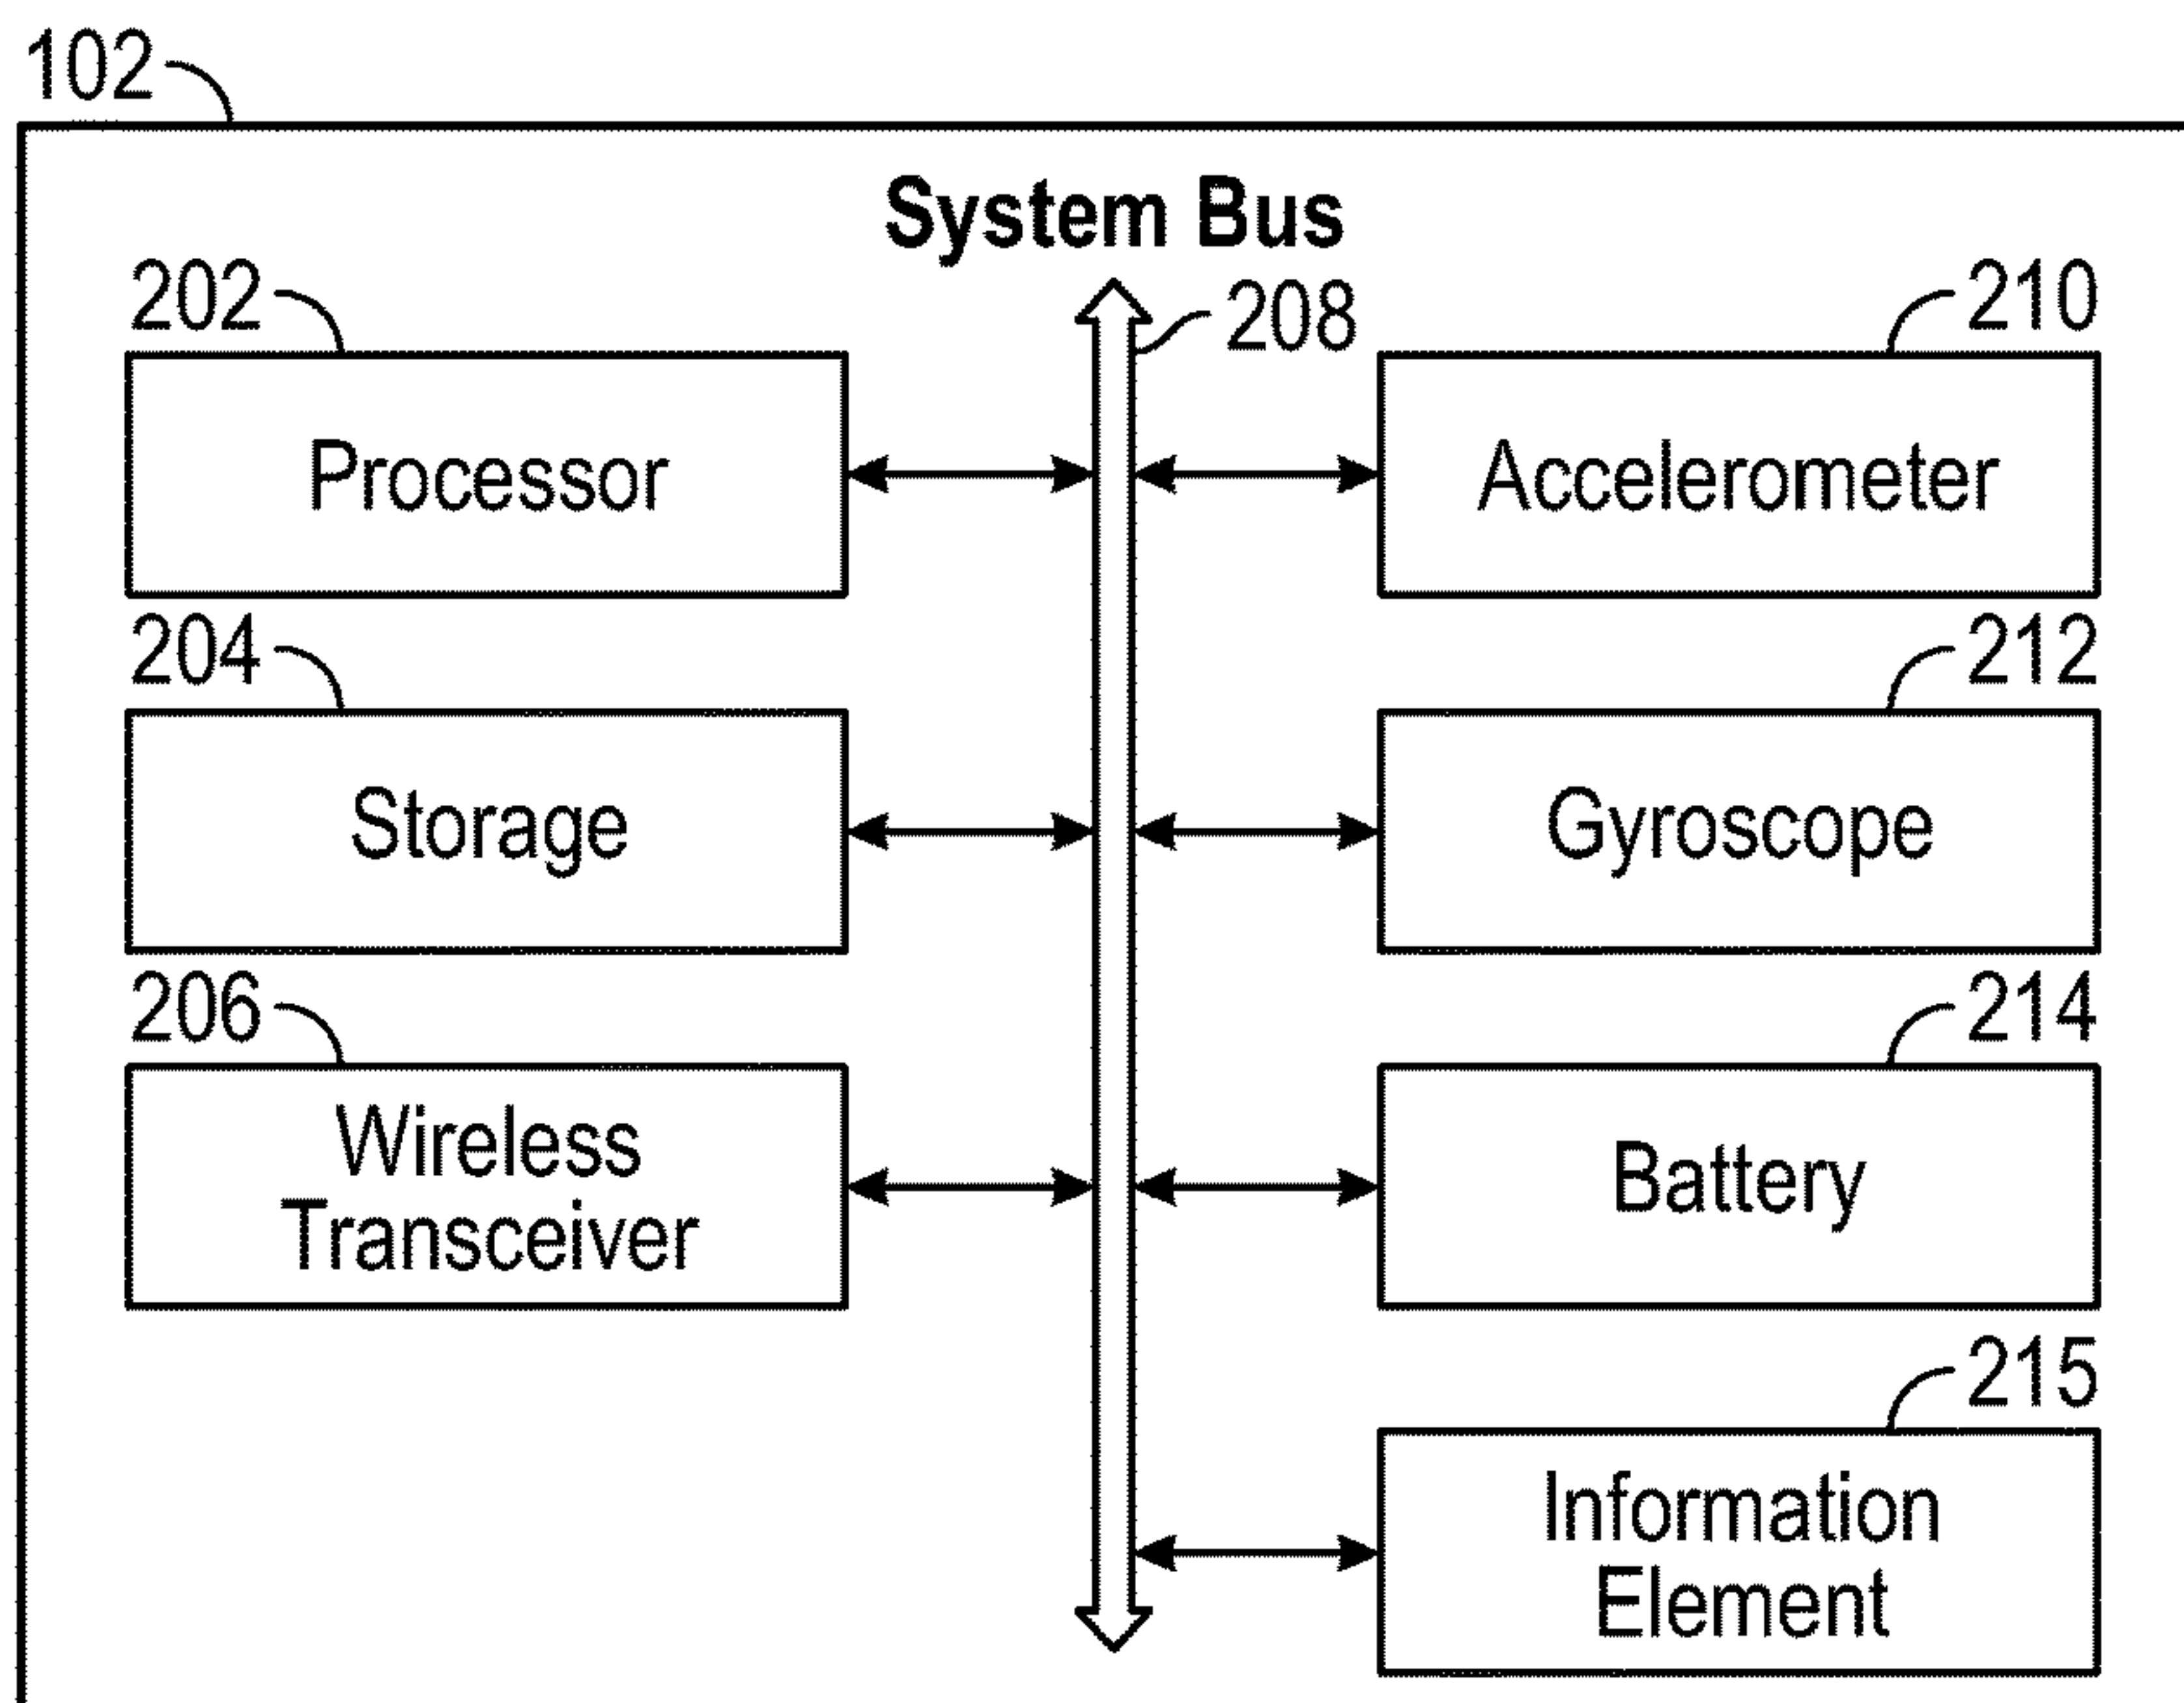 102
System Bus
202
208
210
Processor
Accelerometer
204
212
Storage
Gyroscope
206
214
Wireless
Transceiver
Battery
215
Information
Element